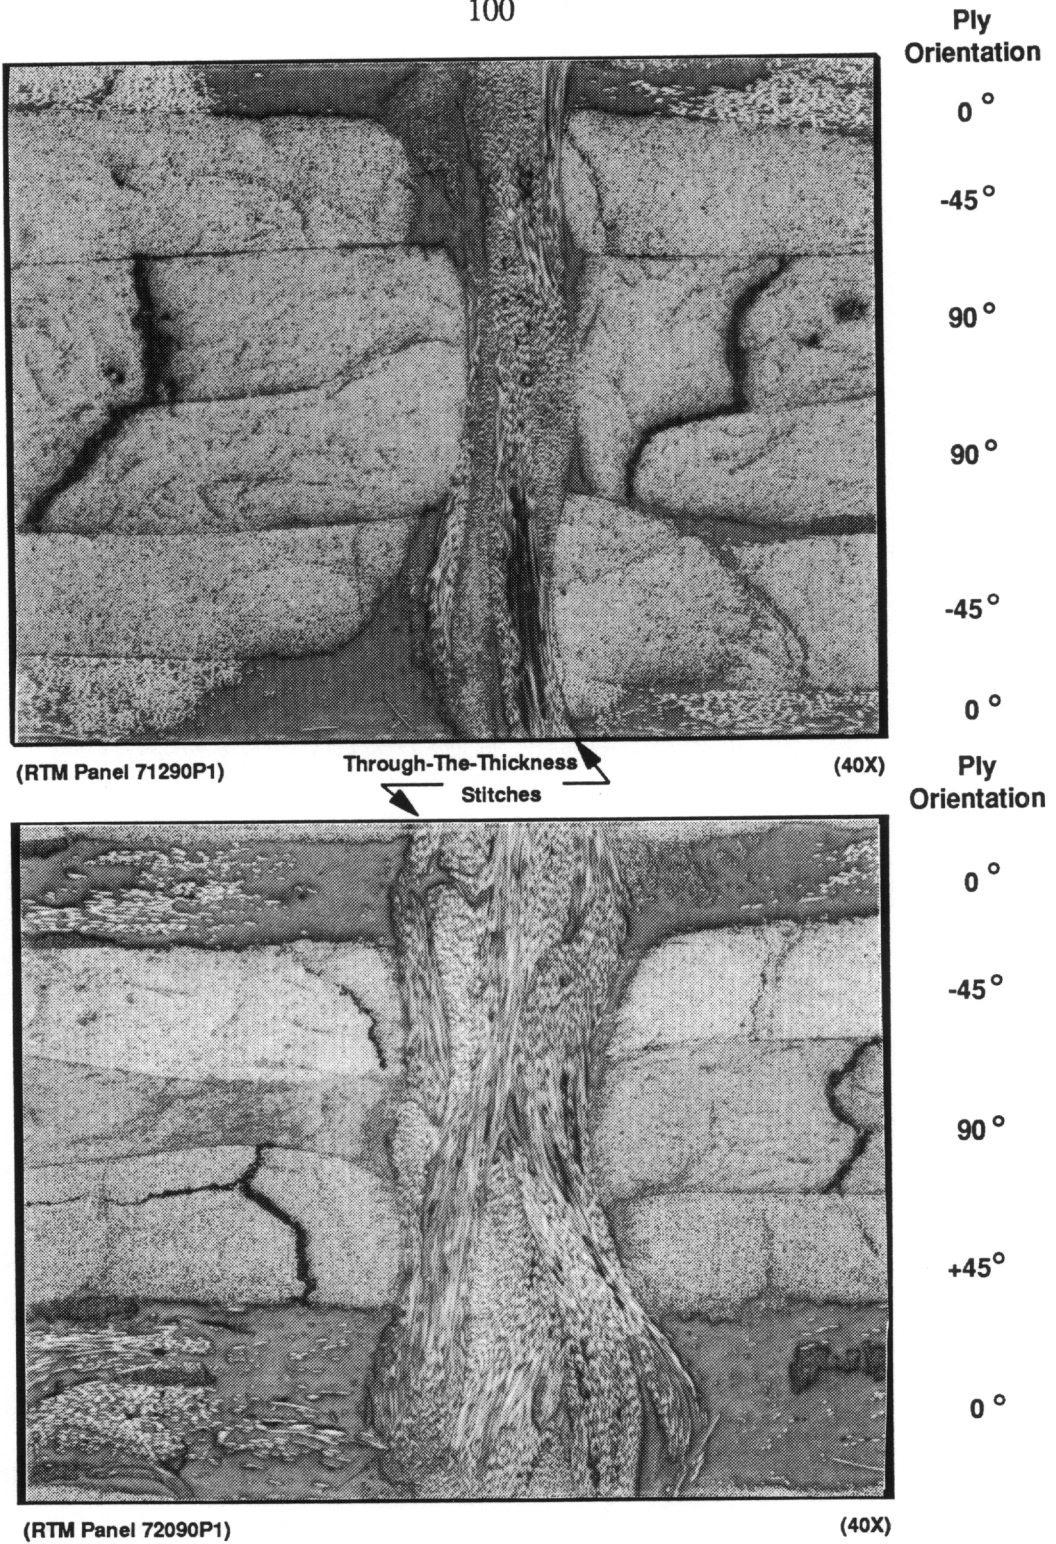 100
Ply
Orientation
0 °
-45 °
90 °
90 °
-45 °
0 °
(RTM Panel 71290P1)
Through-The-Thickness
Stitches
(40X)
Ply
Orientation
0 °
-45 °
90 °
+45 °
0 °
(RTM Panel 72090P1)
(40X)